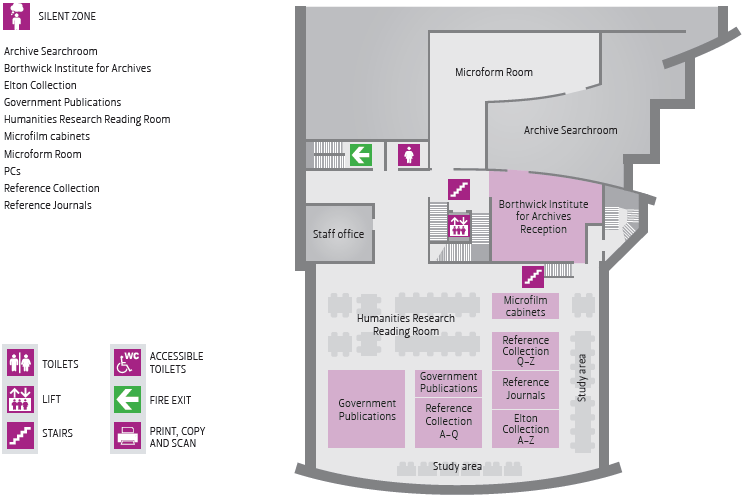 SILENT ZONE
Archive Searchroom
Borthwick Institute for Archives
Elton Collection
Government Publications
Humanities Research Reading Room
Microfilm cabinets
Microform Room
PCs
Reference Collection
Reference Journals
TOILETS
LIFT
STAIRS
WC
ACCESSIBLE
TOILETS
FIRE EXIT
PRINT, COPY
AND SCAN
Microform Room
Archive Searchroom
Borthwick Institute
for Archives
Reception
Staff office
Humanities Research
Reading Room
Microfilm
cabinets
Reference
Collection
Q–Z
Reference
Journals
Elton
Collection
A–Z
Government
Publications
Reference
Collection
A–Q
Government
Publications
Study area
Study area